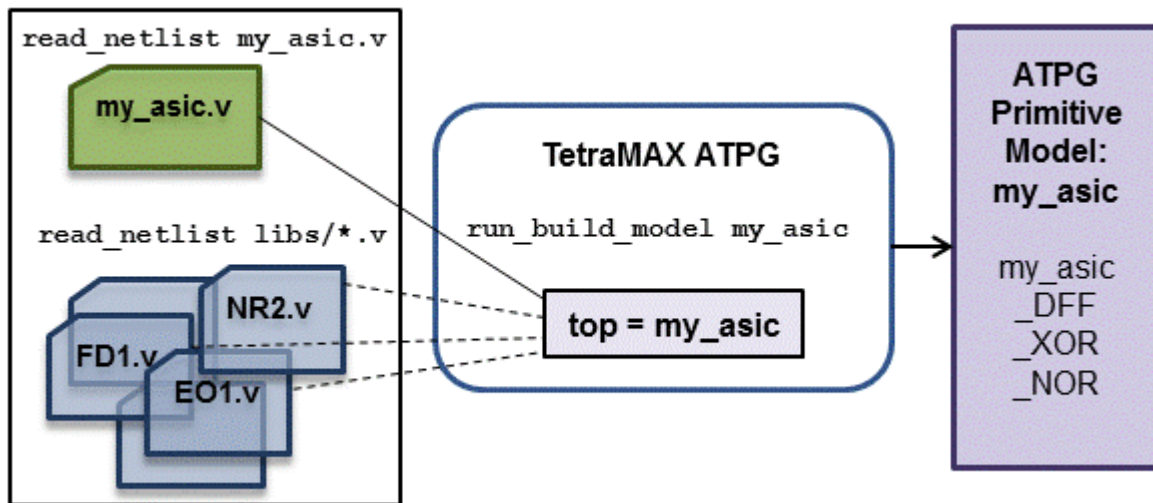 read_netlist my_asic.v
my_asic.v
read_netlist libs/*.v
NR2.v
FD1.v
EO1.v
TetraMAX ATPG
run_build_model my_asic
top = my_asic
ATPG
Primitive
Model:
my_asic
my_asic
_DFF
_XOR
_NOR